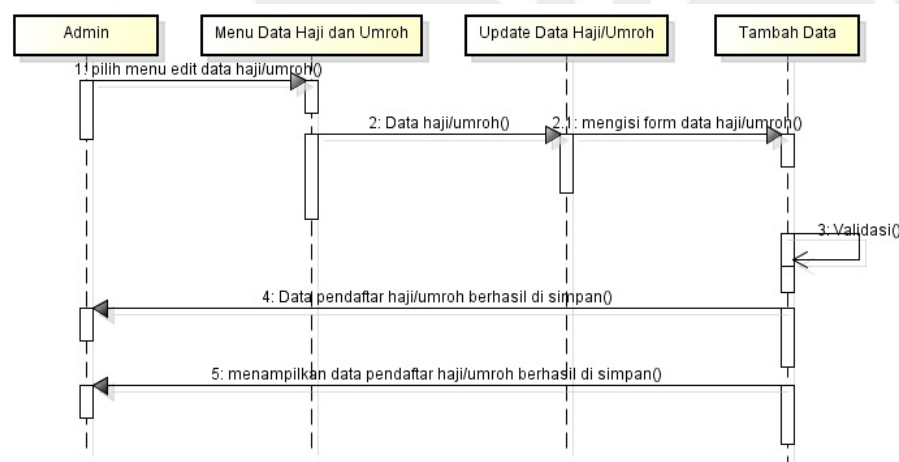 Admin
Menu Data Haji dan Umroh
Update Data Haji/Umroh
Tambah Data
1: pilih menu edit data haji/umroh()
2: Data haji/umroh()
2.1: mengisi form data haji/umroh()
3: Validasi()
4: Data pendaftar haji/umroh berhasil di simpan()
5: menampilkan data pendaftar haji/umroh berhasil di simpan()